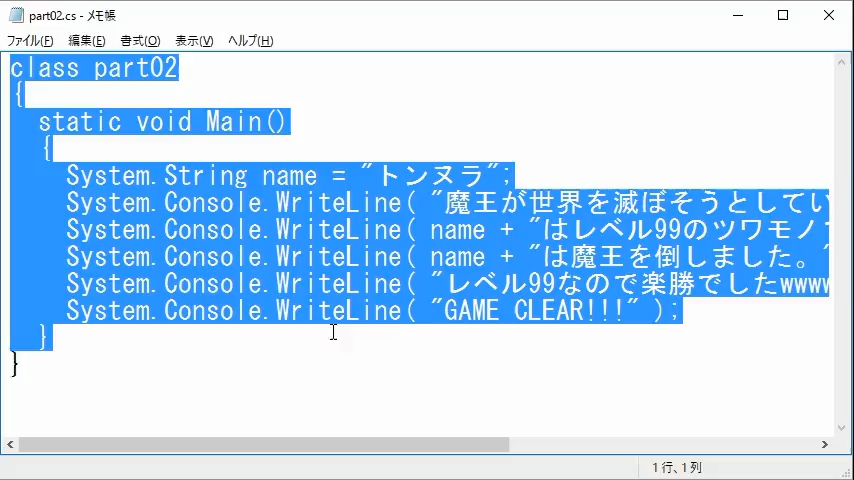 part02.cs - メモ帳
ファイル(F) 編集(E) 書式(O) 表示(V) ヘルプ(H)
class part02
{
static void Main()
{
System.String name = "トンヌラ";
System.Console.WriteLine( "魔王が世界を滅ぼそうとしてい
System.Console.WriteLine( name + "はレベル99のツワモノ
System.Console.WriteLine( name + "は魔王を倒しました。"
System.Console.WriteLine( "レベル99なので楽勝でしたwwww
System.Console.WriteLine( "GAME CLEAR!!!" );
}
}
1 行、1 列